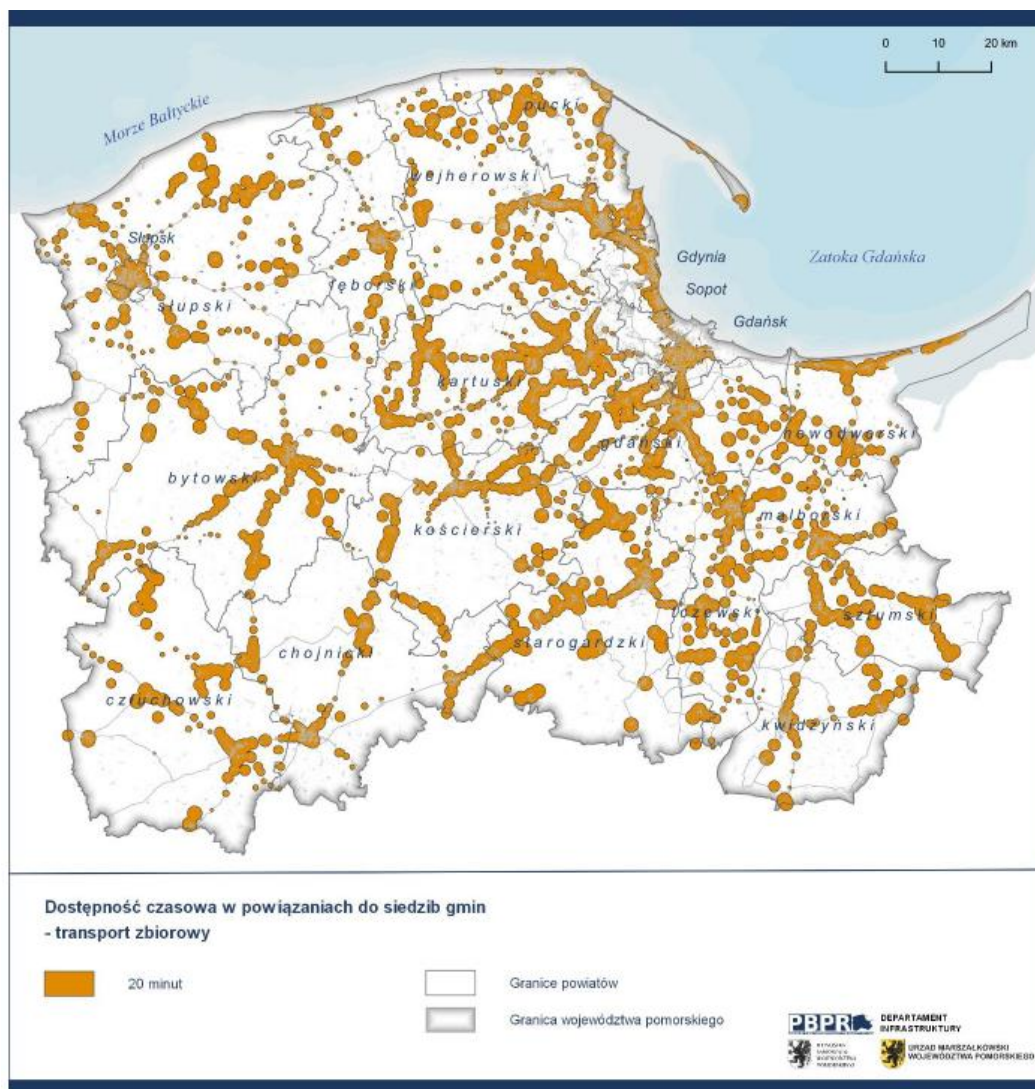 0 10 20 km
Morze Bałtyckie
pucki
wejherowski
Słupsk
Gdynia
Zatoka Gdańska
lęborski
Sopot
słupski
Gdańsk
kartuski
nowodworski
gdański
bytowski
malborski
kościerski
tczewski
sztumski
starogardzki
chojnicki
człuchowski
kwidzyński
Dostępność czasowa w powiązaniach do siedzib gmin
- transport zbiorowy
20 minut
Granice powiatów
Granica województwa pomorskiego
PBPR
DEPARTAMENT
INFRASTRUKTURY
URZĄD MARSZAŁKOWSKI
WOJEWÓDZTWA POMORSKIEGO